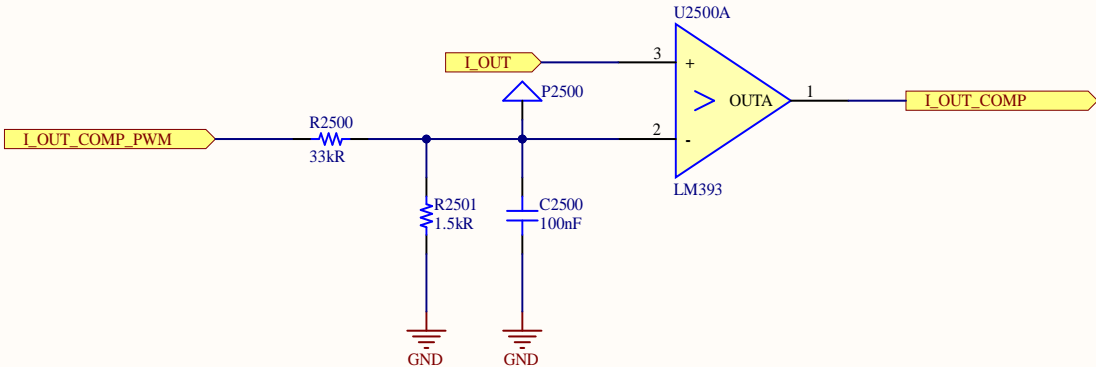 U2500A
I_OUT
3
+
P2500
> OUTA
1
I_OUT_COMP
I_OUT_COMP_PWM
R2500
33kR
2
-
LM393
R2501
1.5kR
C2500
100nF
GND
GND